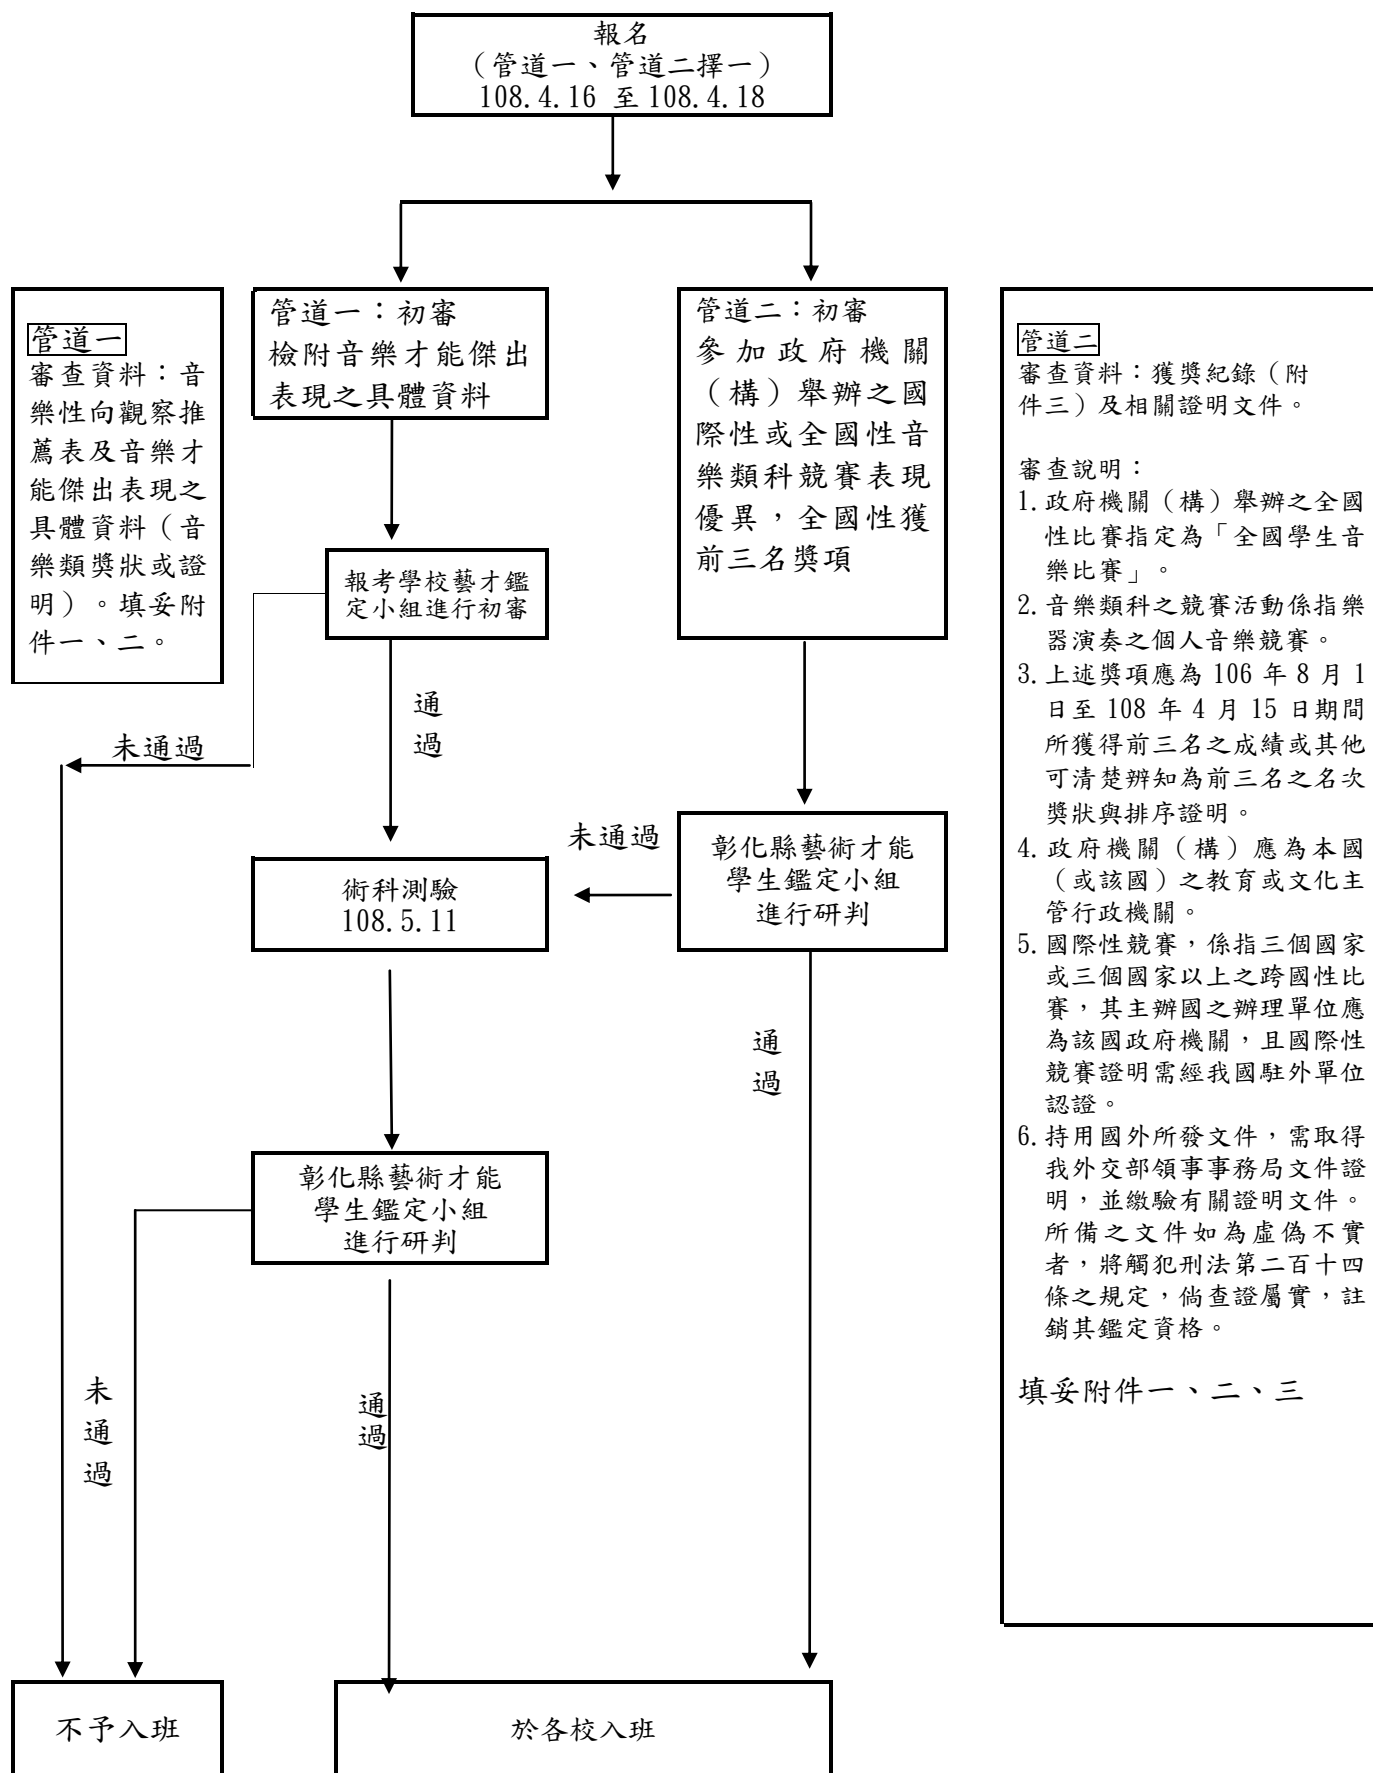 報名
（管道一、管道二擇一）
108.4.16 至 108.4.18
管道一
審查資料：音
樂性向觀察推
薦表及音樂才
能傑出表現之
具體資料（音
樂類獎狀或證
明）。填妥附
件一、二。
管道一：初審
檢附音樂才能傑出
表現之具體資料
管道二：初審
參加政府機關
（構）舉辦之國
際性或全國性音
樂類科競賽表現
優異，全國性獲
前三名獎項
管道二
審查資料：獲獎紀錄（附
件三）及相關證明文件。
審查說明：
1.政府機關（構）舉辦之全國
性比賽指定為「全國學生音
樂比賽」。
2.音樂類科之競賽活動係指樂
器演奏之個人音樂競賽。
3.上述獎項應為 106 年 8 月 1
日至 108 年 4 月 15 日期間
所獲得前三名之成績或其他
可清楚辨知為前三名之名次
獎狀與排序證明。
4.政府機關（構）應為本國
（或該國）之教育或文化主
管行政機關。
5.國際性競賽，係指三個國家
或三個國家以上之跨國性比
賽，其主辦國之辦理單位應
為該國政府機關，且國際性
競賽證明需經我國駐外單位
認證。
6.持用國外所發文件，需取得
我外交部領事事務局文件證
明，並繳驗有關證明文件。
所備之文件如為虛偽不實
者，將觸犯刑法第二百十四
條之規定，倘查證屬實，註
銷其鑑定資格。
填妥附件一、二、三
報考學校藝才鑑
定小組進行初審
通
過
未通過
未通過
彰化縣藝術才能
學生鑑定小組
進行研判
術科測驗
108.5.11
通
過
彰化縣藝術才能
學生鑑定小組
進行研判
未
通
過
通
過
不予入班
於各校入班